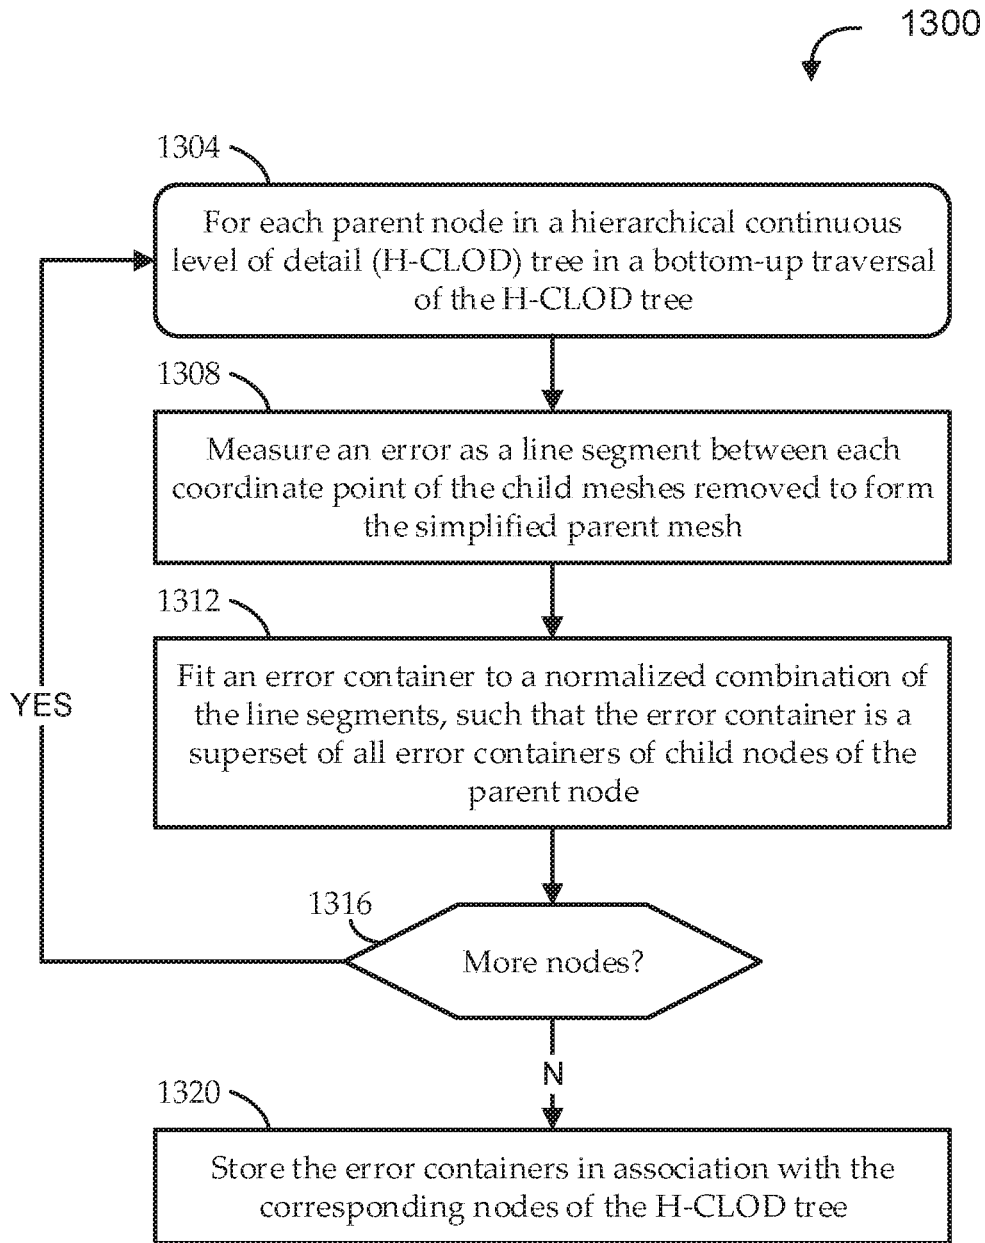 1300
1304
For each parent node in a hierarchical continuous
level of detail (H-CLOD) tree in a bottom-up traversal
of the H-CLOD tree
1308
Measure an error as a line segment between each
coordinate point of the child meshes removed to form
the simplified parent mesh
1312
Fit an error container to a normalized combination of
the line segments, such that the error container is a
superset of all error containers of child nodes of the
parent node
YES
1316
More nodes?
N
1320
Store the error containers in association with the
corresponding nodes of the H-CLOD tree